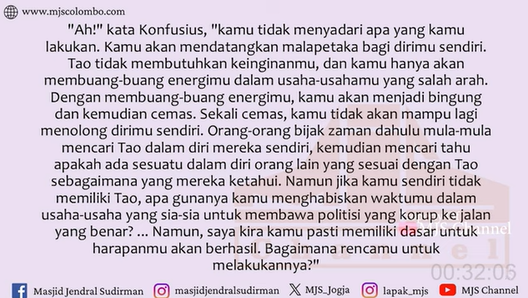 www.mjscolombo.com
"Ah!" kata Konfusius, "kamu tidak menyadari apa yang kamu
lakukan. Kamu akan mendatangkan malapetaka bagi dirimu sendiri.
Tao tidak membutuhkan keinginanmu, dan kamu hanya akan
membuang-buang energimu dalam usaha-usahamu yang salah arah.
Dengan membuang-buang energimu, kamu akan menjadi bingung
dan kemudian cemas. Sekali cemas, kamu tidak akan mampu lagi
menolong dirimu sendiri. Orang-orang bijak zaman dahulu mula-mula
mencari Tao dalam diri mereka sendiri, kemudian mencari tahu
apakah ada sesuatu dalam diri orang lain yang sesuai dengan Tao
sebagaimana yang mereka ketahui. Namun jika kamu sendiri tidak
memiliki Tao, apa gunanya kamu menghabiskan waktumu dalam
usaha-usaha yang sia-sia untuk membawa politisi yang korup ke jalan
yang benar? ... Namun, saya kira kamu pasti memiliki dasar untuk
harapanmu akan berhasil. Bagaimana rencamu untuk
melakukannya?"
MJS Channel
Channel
00:32:06
Masjid Jendral Sudirman masjidjendralsudirman MJS_Jogja lapak_mjs MJS Channel